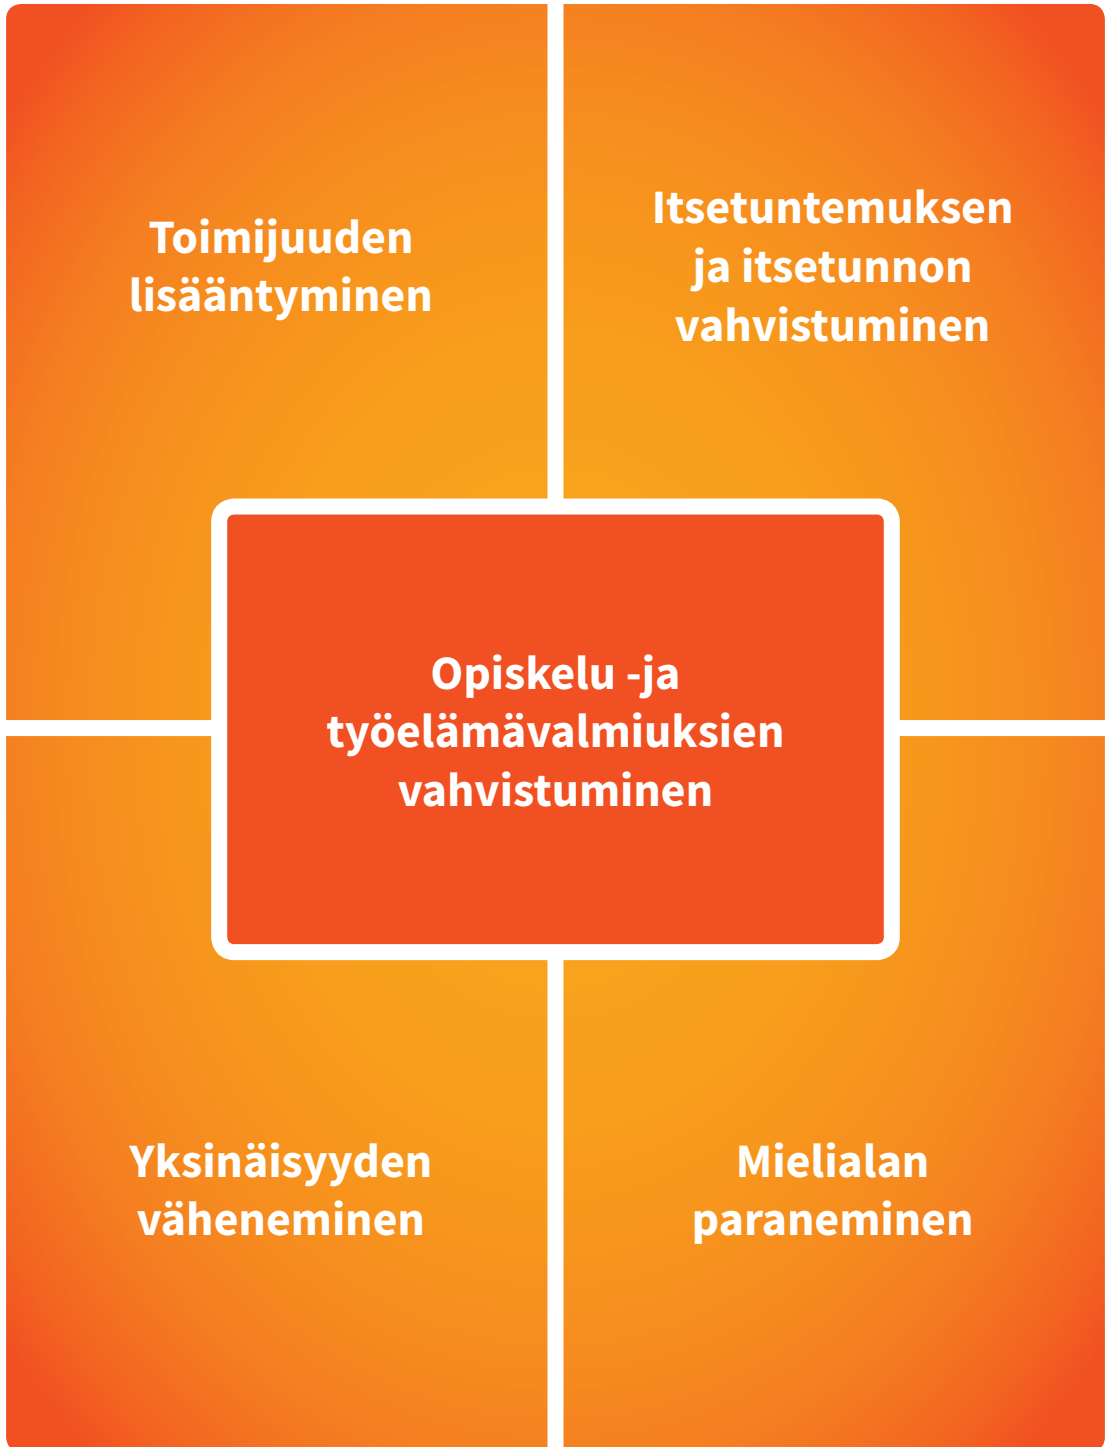 Toimijuuden
lisääntyminen
Itsetuntemuksen
ja itsetunnon
vahvistuminen
Opiskelu -ja
työelämävalmiuksien
vahvistuminen
Yksinäisyyden
väheneminen
Mielialan
paraneminen